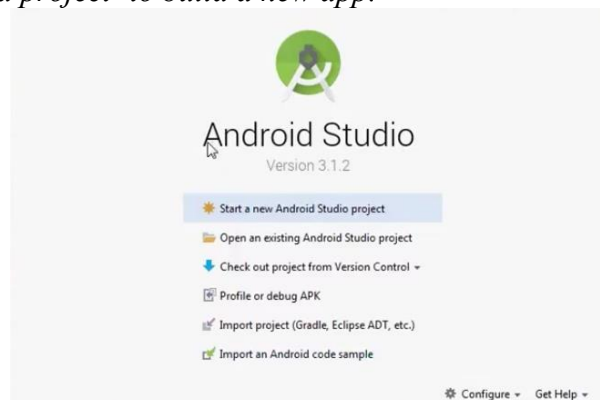 a project" to build a new app.
Android Studio
Version 3.1.2
Start a new Android Studio project
Open an existing Android Studio project
Check out project from Version Control
Profile or debug APK
Import project (Gradle, Eclipse ADT, etc.)
Import an Android code sample
Configure Get Help